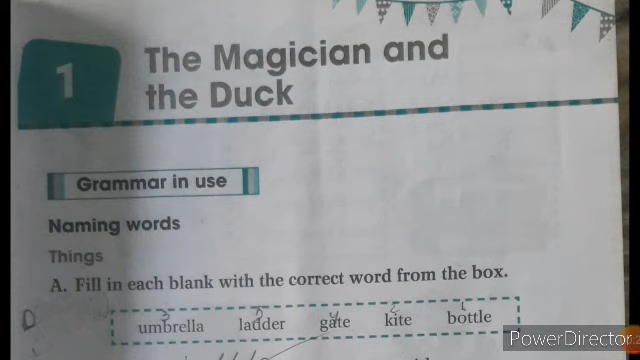 1
The Magician and
the Duck
Grammar in use
Naming words
Things
A. Fill in each blank with the correct word from the box.
umbrella ladder gate kite bottle
PowerDirector